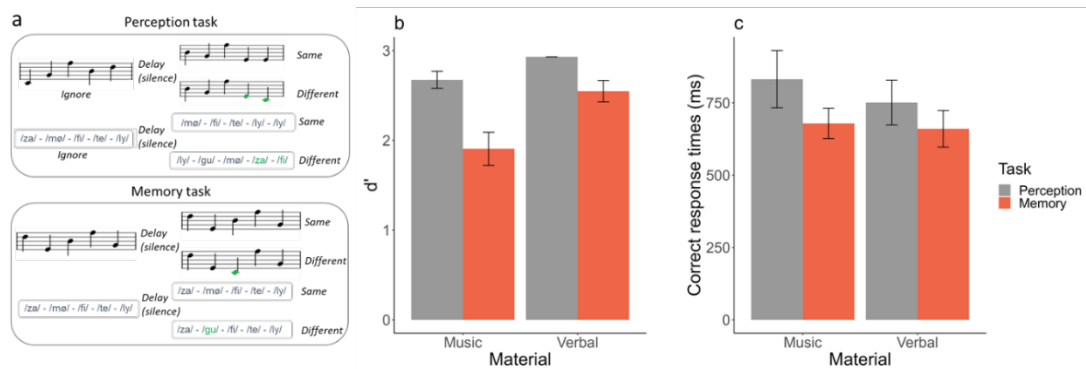 a
Perception task
Delay
(silence)
Ignore
Same
Different
/za/ - /mø/ - /fi/ - /te/ - /ly/
Ignore
Delay
(silence)
/mø/ - /fi/ - /te/ - /ly/ - /ly/
Same
/ly/ - /gu/ - /mø/ - /za/ - /fi/
Different
Memory task
Delay
(silence)
Same
Different
/za/ - /mø/ - /fi/ - /te/ - /ly/
Delay
(silence)
/za/ - /mø/ - /fi/ - /te/ - /ly/
Same
/za/ - /gu/ - /fi/ - /te/ - /ly/
Different
b
d'
3
2
1
0
Music
Verbal
Material
c
Correct response times (ms)
750
500
250
0
Music
Verbal
Material
Task
Perception
Memory